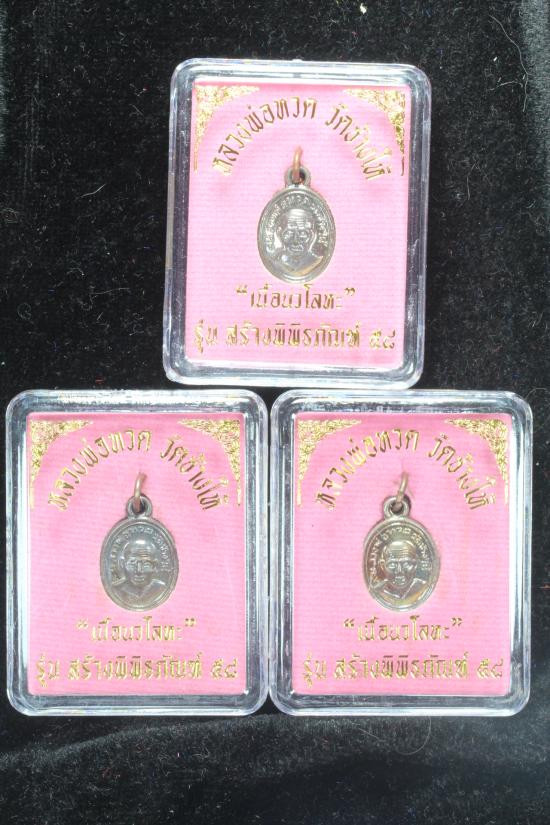 หลวงพ่อทวด วัดช้างให้
“เนื้อนวโลหะ”
รุ่น สร้างพิพิธภัณฑ์ ๕๘
หลวงพ่อทวด วัดช้างให้
“เนื้อนวโลหะ”
รุ่น สร้างพิพิธภัณฑ์ ๕๘
หลวงพ่อทวด วัดช้างให้
“เนื้อนวโลหะ”
รุ่น สร้างพิพิธภัณฑ์ ๕๘